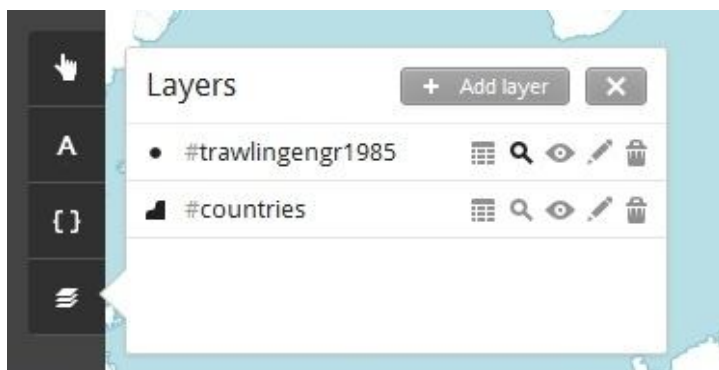 Layers + Add layer ×
A
#trawlingengr1985
{ }
#countries